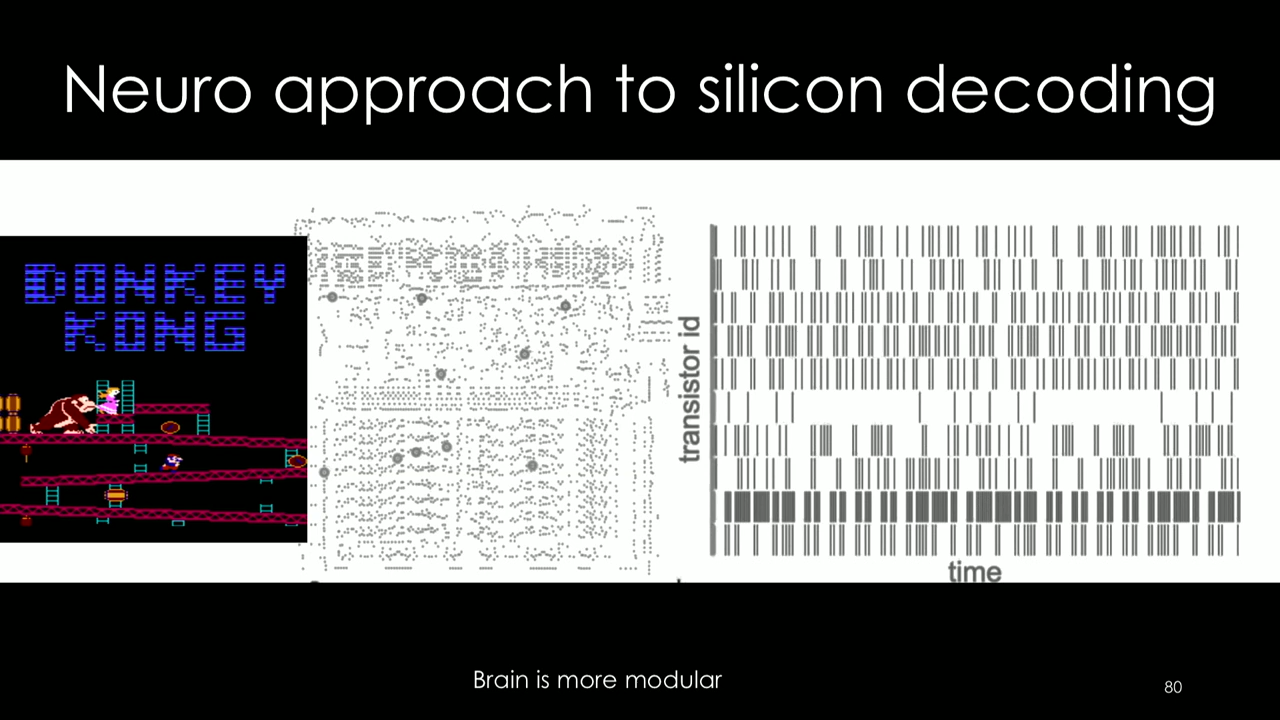 Neuro approach to silicon decoding
DONKEY
KONG
transistor id
time
Brain is more modular
80